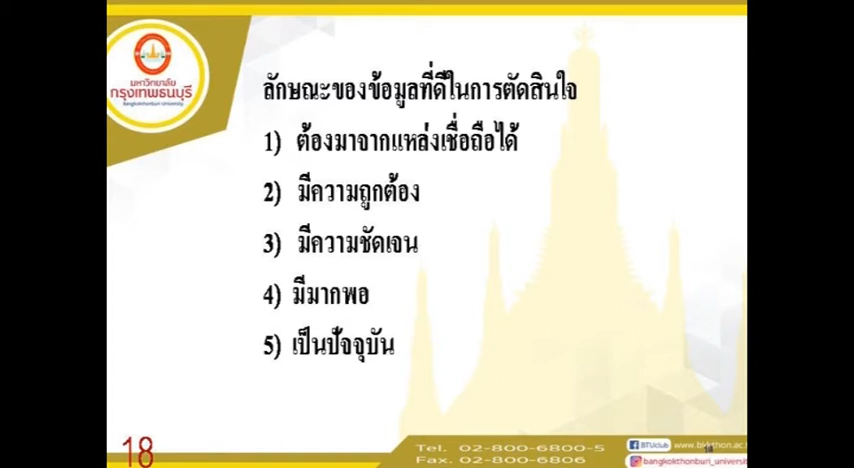 มหาวิทยาลัย
กรุงเทพธนบุรี
Bangkokthonburi University
ลักษณะของข้อมูลที่ดีในการตัดสินใจ
1) ต้องมาจากแหล่งเชื่อถือได้
2) มีความถูกต้อง
3) มีความชัดเจน
4) มีมากพอ
5) เป็นปัจจุบัน
18
Tel. 02-800-6800-5
Fax. 02-800-6806
BTUclub
bangkokthonburi_universit